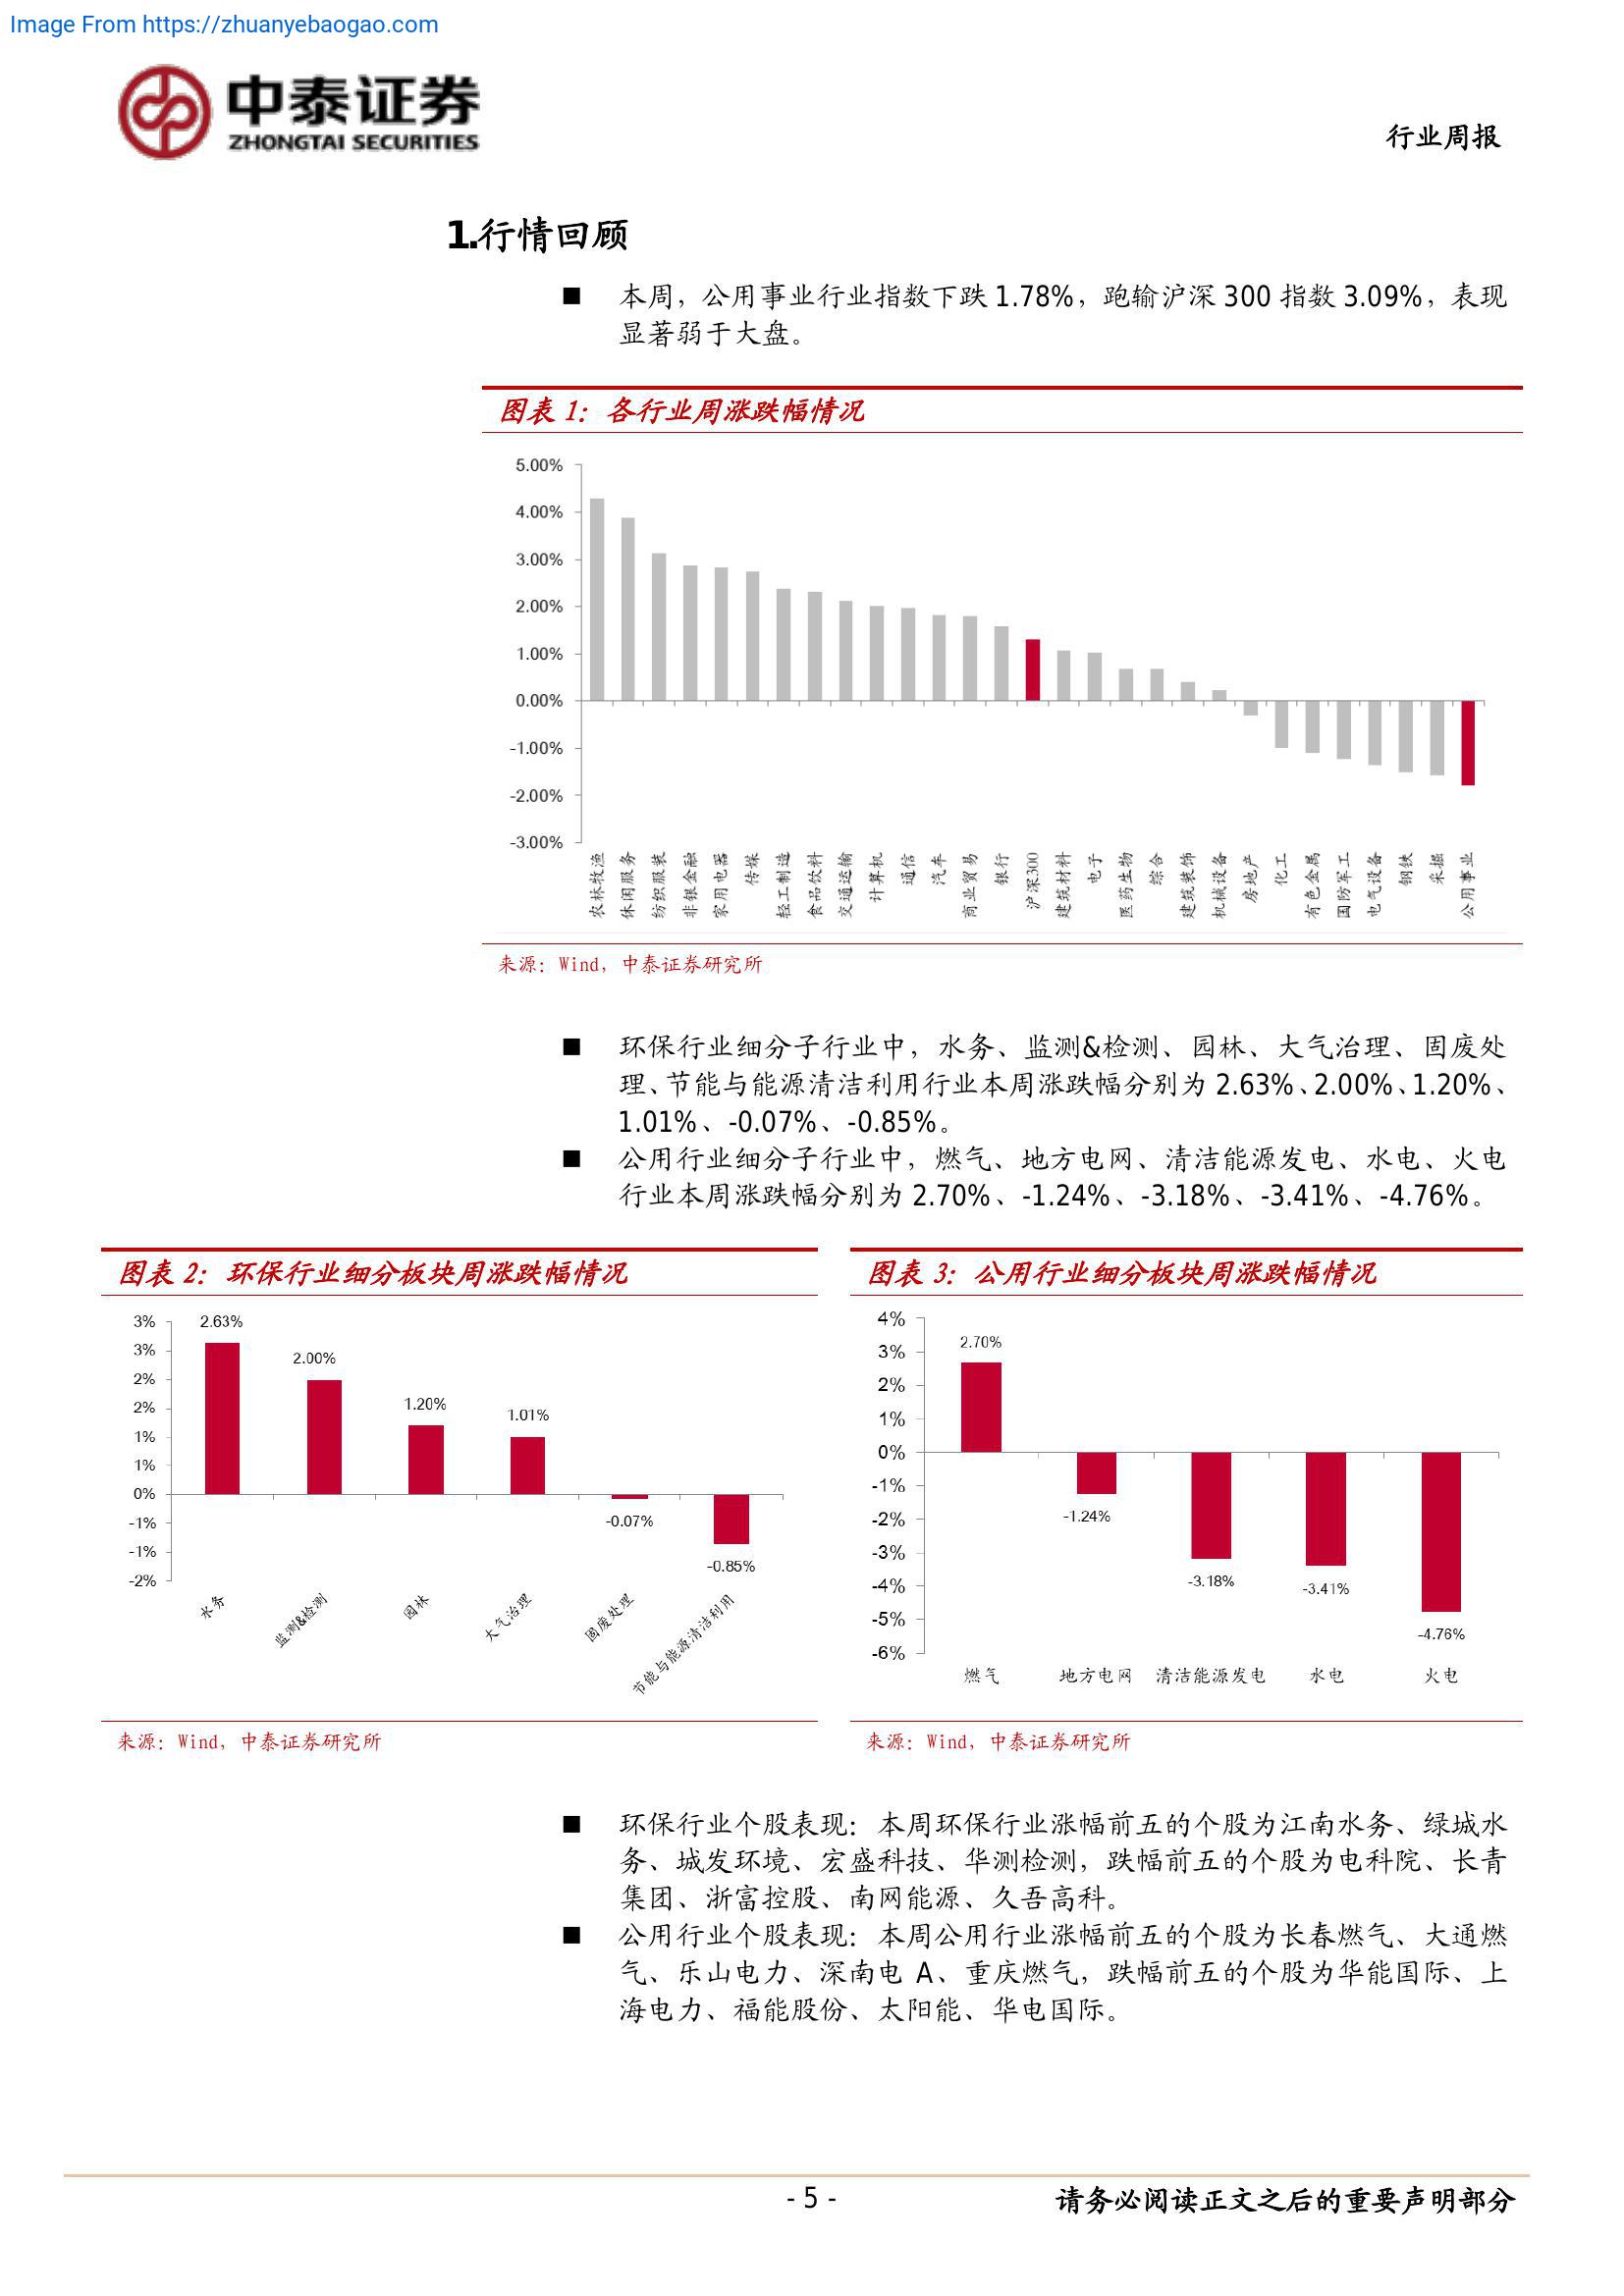 Image From https://zhuanyebaogao.com
中泰证券
ZHONGTAI SECURITIES
行业周报
1.行情回顾
■ 本周，公用事业行业指数下跌 1.78%，跑输沪深 300 指数 3.09%，表现
显著弱于大盘。
图表 1：各行业周涨跌幅情况
5.00%
4.00%
3.00%
2.00%
1.00%
0.00%
-1.00%
-2.00%
-3.00%
农林牧渔
休闲服务
纺织服装
非银金融
家用电器
传媒
轻工制造
食品饮料
交通运输
计算机
通信
汽车
商业贸易
银行
沪深300
建筑材料
电子
医药生物
综合
建筑装饰
机械设备
房地产
化工
有色金属
国防军工
电气设备
钢铁
采掘
公用事业
来源：Wind，中泰证券研究所
■ 环保行业细分子行业中，水务、监测&检测、园林、大气治理、固废处
理、节能与能源清洁利用行业本周涨跌幅分别为 2.63%、2.00%、1.20%、
1.01%、-0.07%、-0.85%。
■ 公用行业细分子行业中，燃气、地方电网、清洁能源发电、水电、火电
行业本周涨跌幅分别为 2.70%、-1.24%、-3.18%、-3.41%、-4.76%。
图表 2：环保行业细分板块周涨跌幅情况
3%
3%
2%
2%
1%
1%
0%
-1%
-1%
-2%
2.63%
2.00%
1.20%
1.01%
-0.07%
-0.85%
水务
监测&检测
园林
大气治理
固废处理
节能与能源清洁利用
来源：Wind，中泰证券研究所
图表 3：公用行业细分板块周涨跌幅情况
4%
3%
2%
1%
0%
-1%
-2%
-3%
-4%
-5%
-6%
2.70%
-1.24%
-3.18%
-3.41%
-4.76%
燃气
地方电网
清洁能源发电
水电
火电
来源：Wind，中泰证券研究所
■ 环保行业个股表现：本周环保行业涨幅前五的个股为江南水务、绿城水
务、城发环境、宏盛科技、华测检测，跌幅前五的个股为电科院、长青
集团、浙富控股、南网能源、久吾高科。
■ 公用行业个股表现：本周公用行业涨幅前五的个股为长春燃气、大通燃
气、乐山电力、深南电 A、重庆燃气，跌幅前五的个股为华能国际、上
海电力、福能股份、太阳能、华电国际。
- 5 -
请务必阅读正文之后的重要声明部分